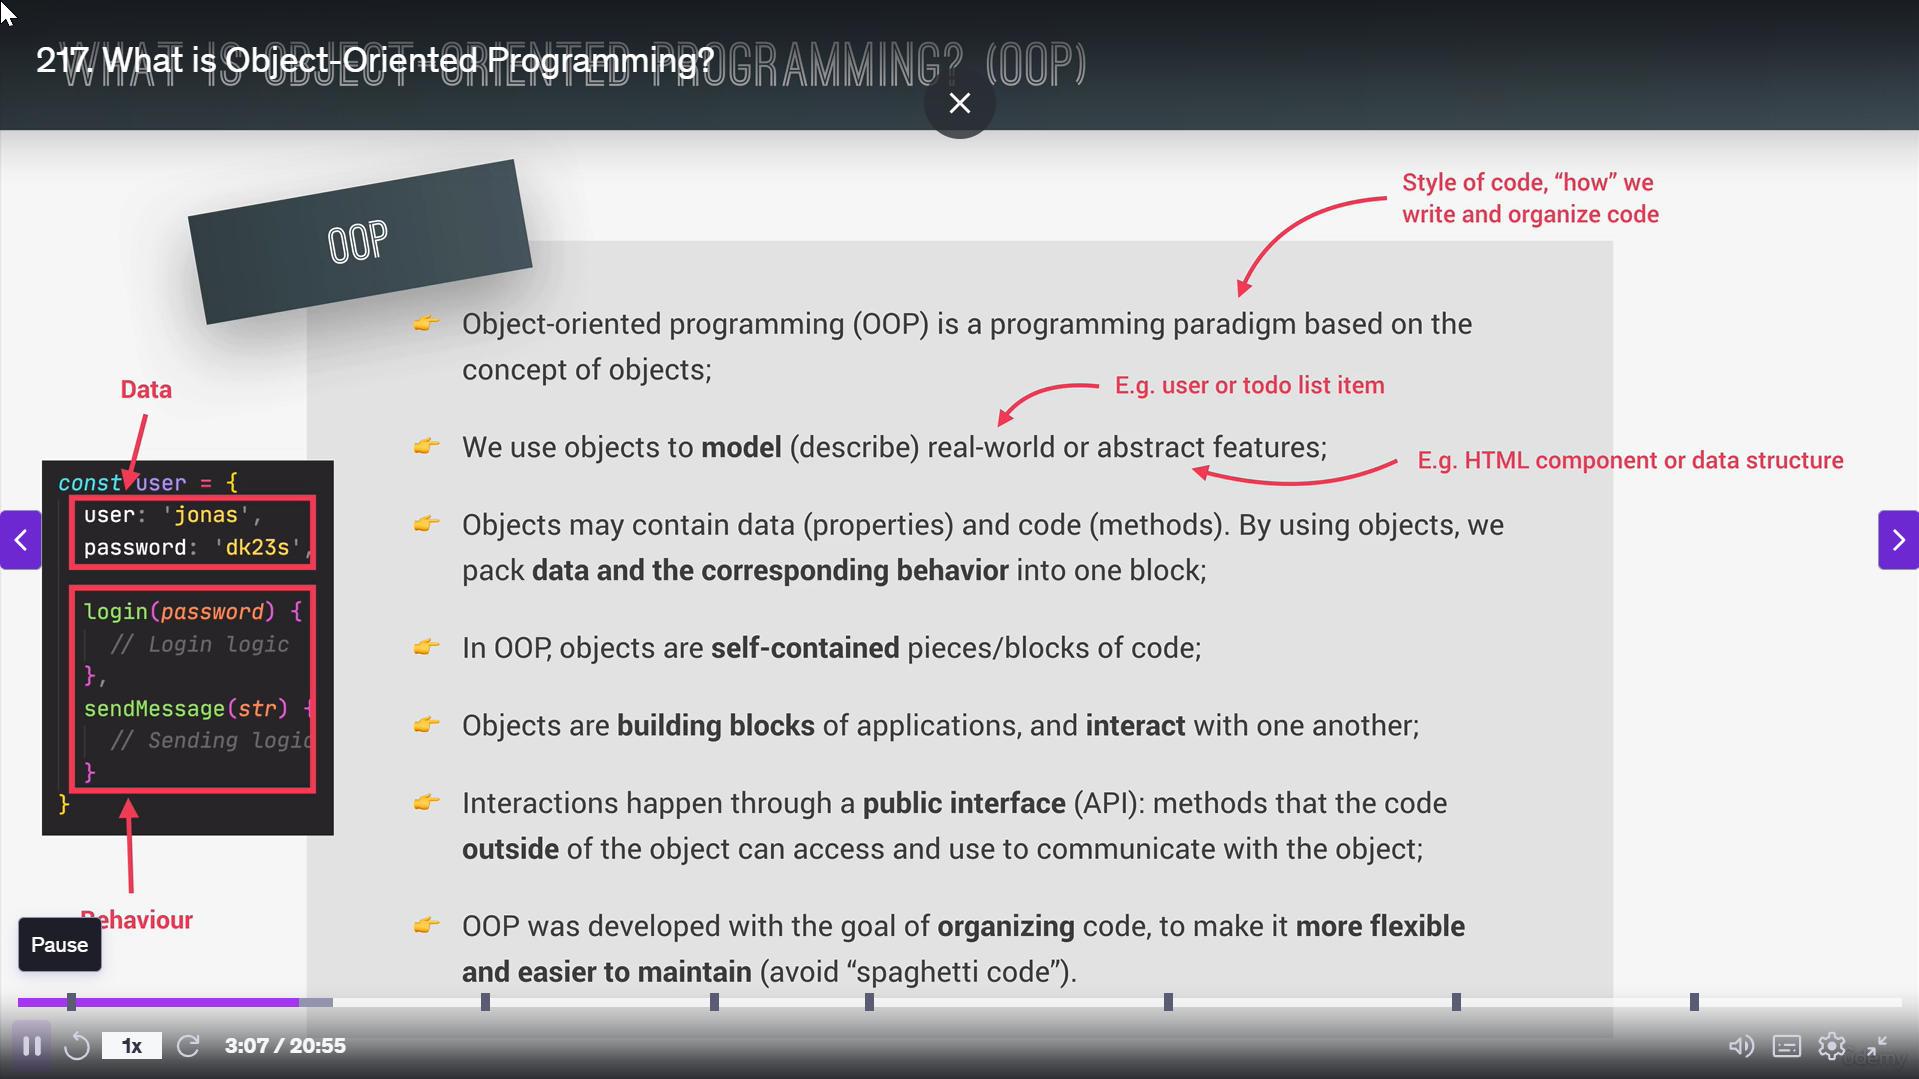 WHAT IS OBJECT-ORIENTED PROGRAMMING? (OOP)
217. What is Object-Oriented Programming?
OOP
Style of code, “how” we
write and organize code
Object-oriented programming (OOP) is a programming paradigm based on the
concept of objects;
E.g. user or todo list item
We use objects to model (describe) real-world or abstract features;
E.g. HTML component or data structure
Objects may contain data (properties) and code (methods). By using objects, we
pack data and the corresponding behavior into one block;
In OOP, objects are self-contained pieces/blocks of code;
Objects are building blocks of applications, and interact with one another;
Interactions happen through a public interface (API): methods that the code
outside of the object can access and use to communicate with the object;
OOP was developed with the goal of organizing code, to make it more flexible
and easier to maintain (avoid “spaghetti code”).
Data
const user = {
user: 'jonas',
password: 'dk23s',
login(password) {
// Login logic
},
sendMessage(str) {
// Sending logic
}
}
Behaviour
Pause
1x
3:07 / 20:55
Udemy